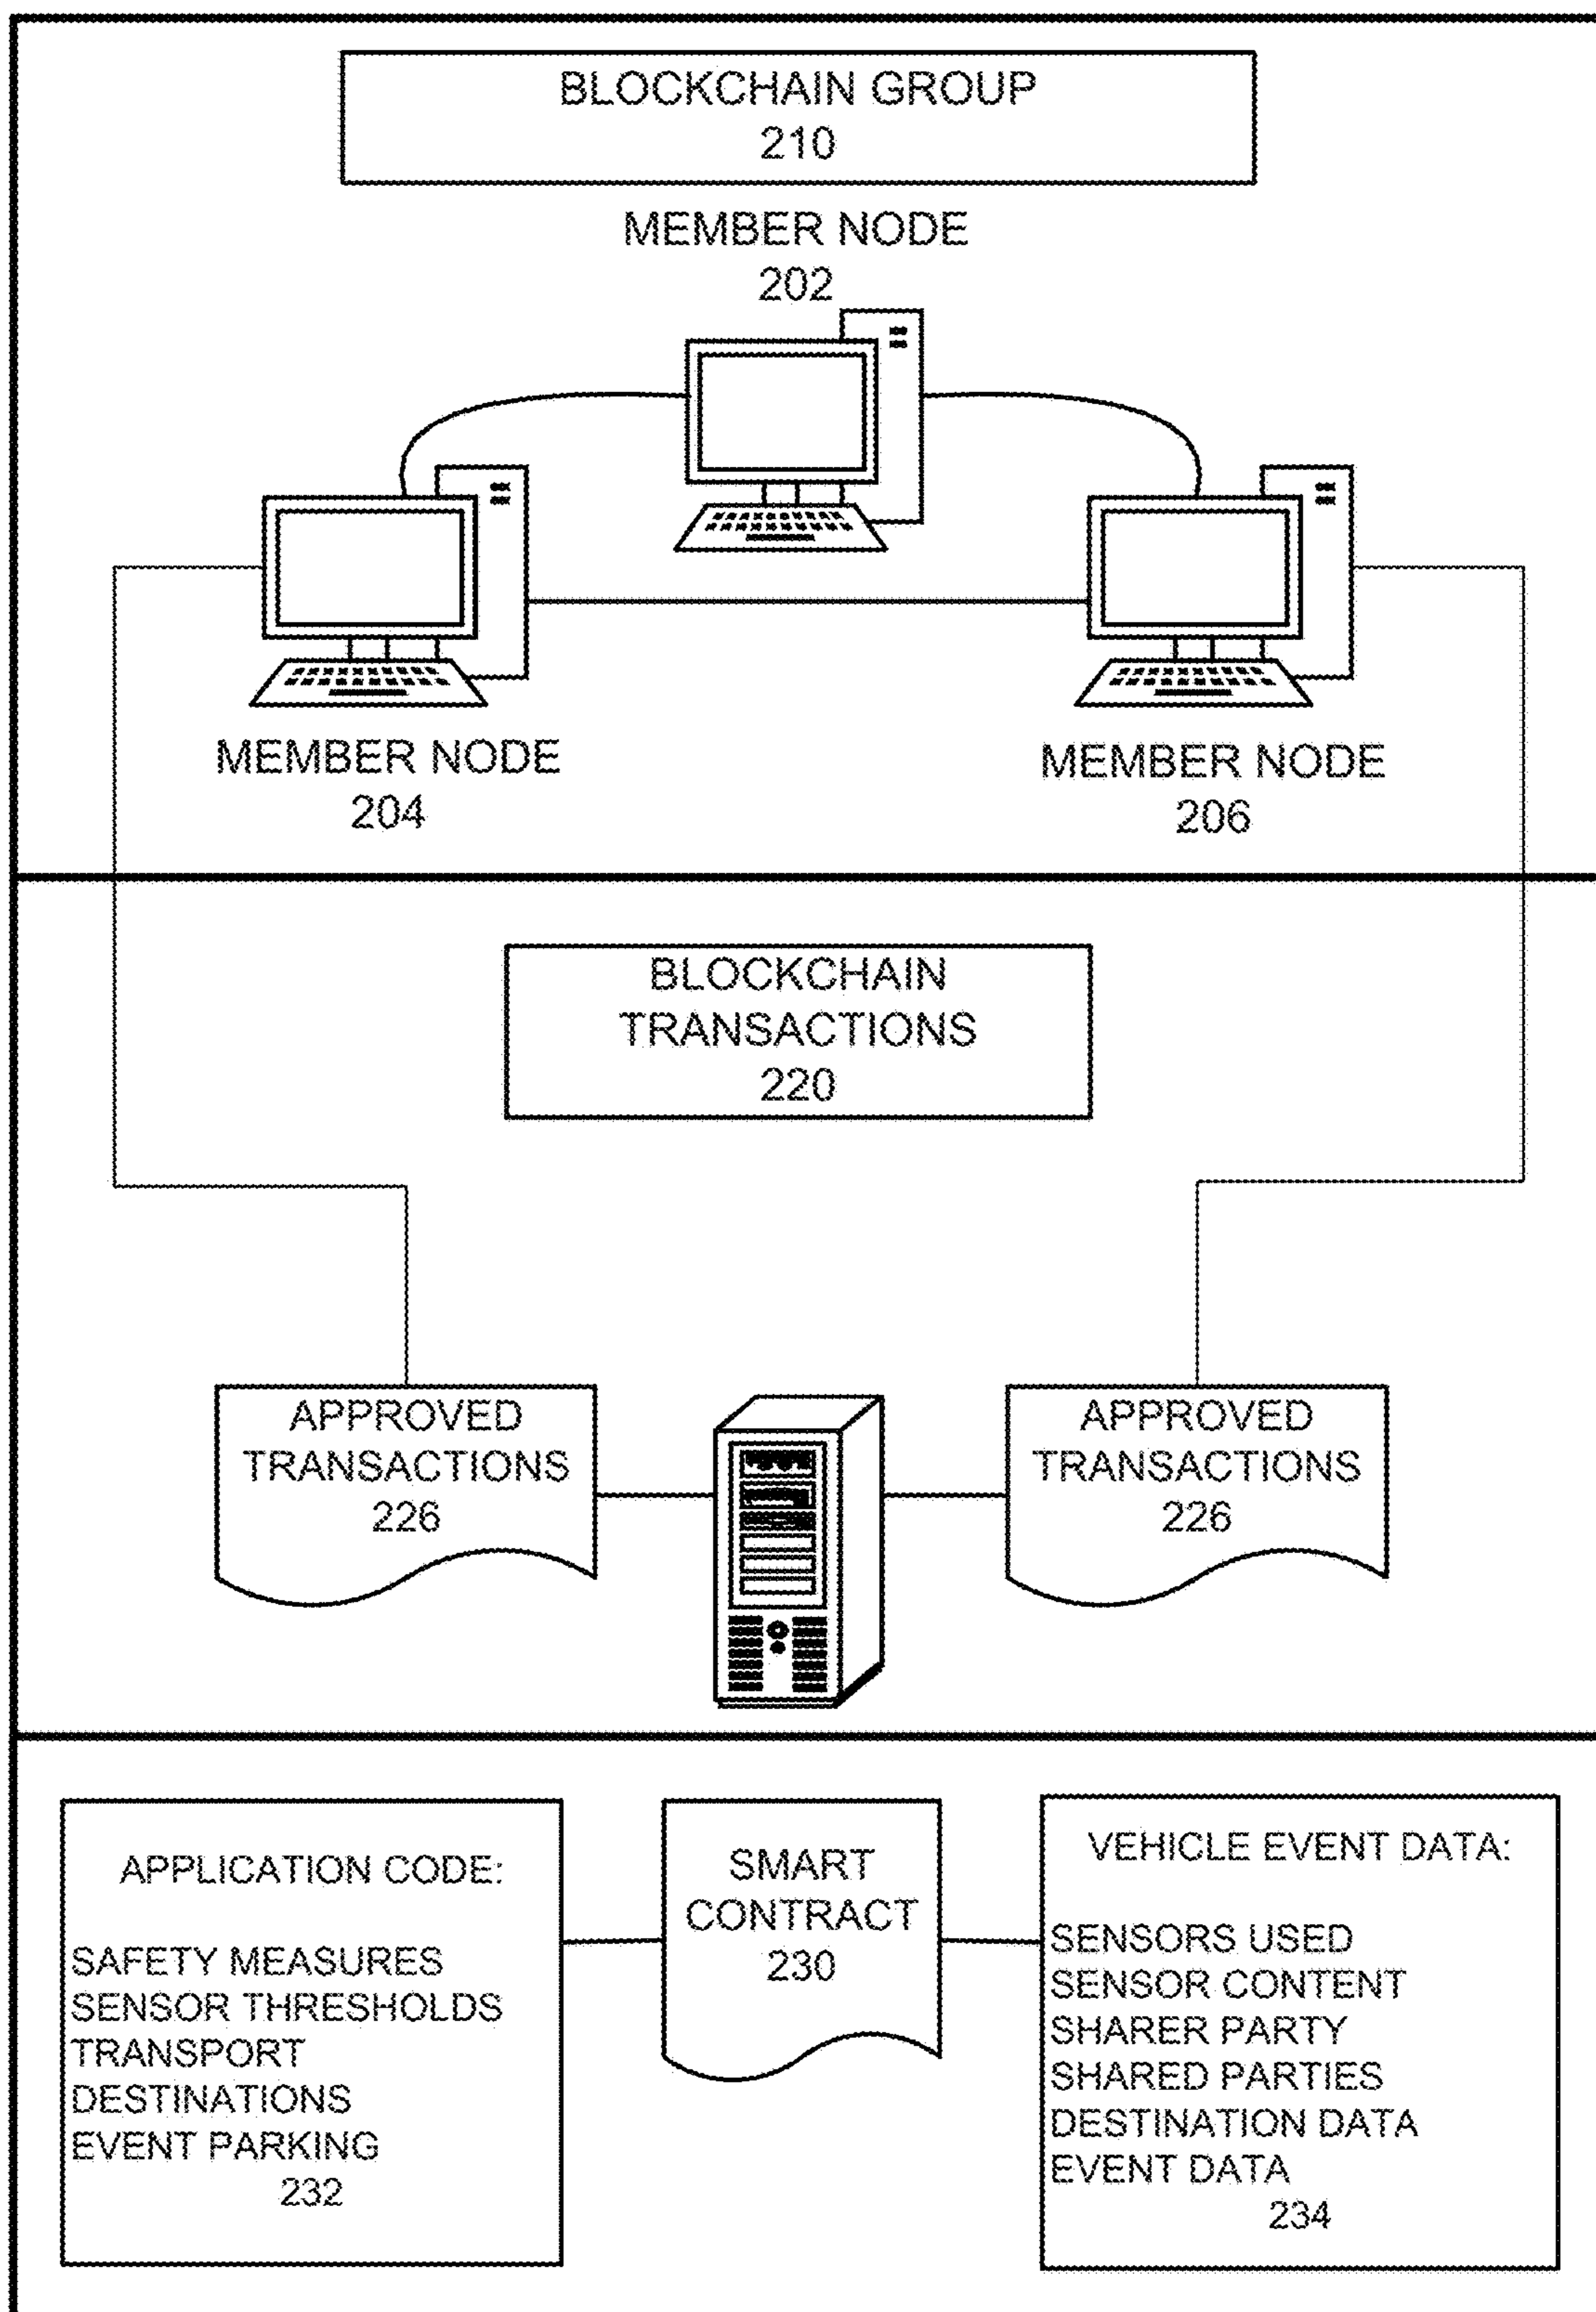 BLOCKCHAIN GROUP
210
MEMBER NODE
202
MEMBER NODE
204
MEMBER NODE
206
BLOCKCHAIN
TRANSACTIONS
220
APPROVED
TRANSACTIONS
226
APPROVED
TRANSACTIONS
226
APPLICATION CODE:
SAFETY MEASURES
SENSOR THRESHOLDS
TRANSPORT
DESTINATIONS
EVENT PARKING
232
SMART
CONTRACT
230
VEHICLE EVENT DATA:
SENSORS USED
SENSOR CONTENT
SHARER PARTY
SHARED PARTIES
DESTINATION DATA
EVENT DATA
234